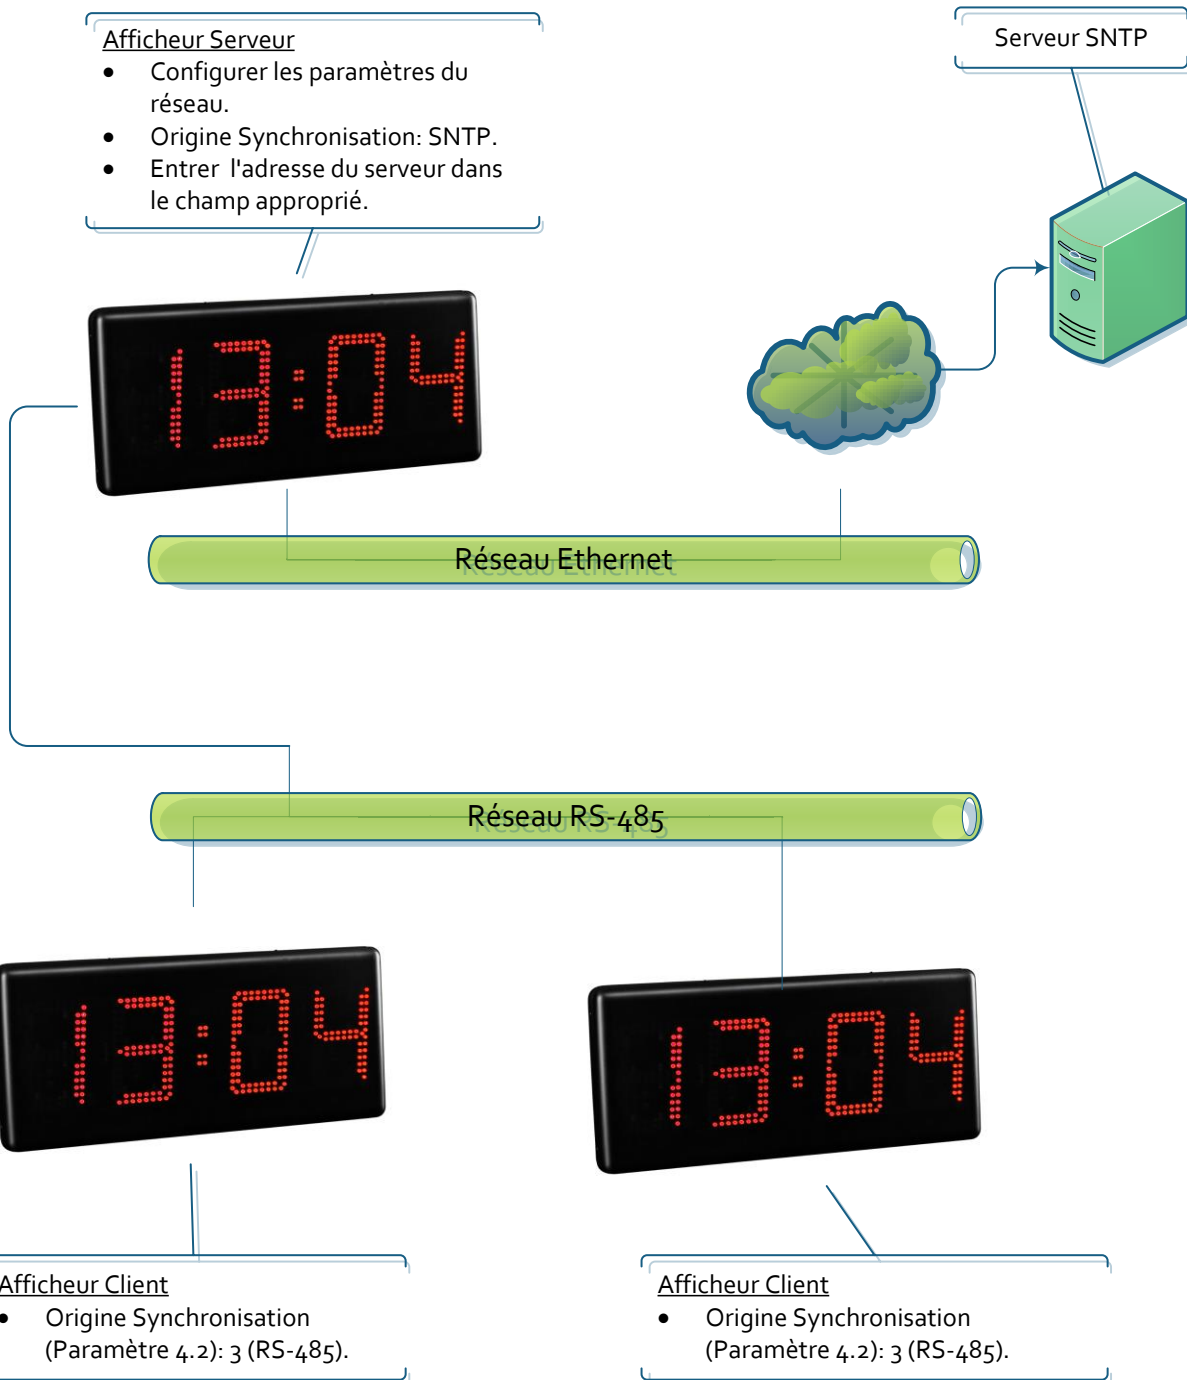 Afficheur Serveur
• Configurer les paramètres du
réseau.
• Origine Synchronisation: SNTP.
• Entrer l'adresse du serveur dans
le champ approprié.
Serveur SNTP
13:04
Réseau Ethernet
Réseau RS-485
13:04
13:04
Afficheur Client
• Origine Synchronisation
(Paramètre 4.2): 3 (RS-485).
Afficheur Client
• Origine Synchronisation
(Paramètre 4.2): 3 (RS-485).